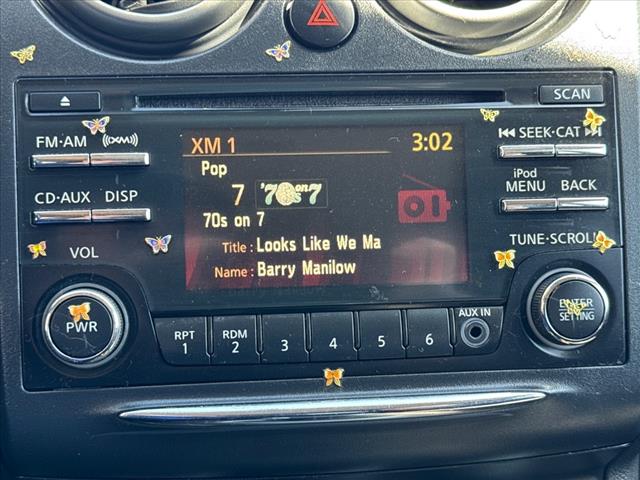 SCAN
FM·AM
(XM)
SEEK·CAT
CD·AUX
DISP
iPod
MENU
BACK
VOL
TUNE·SCROLL
PWR
ENTER
SETTING
XM 1
3:02
Pop
7
'70s on 7
70s on 7
Title : Looks Like We Ma
Name : Barry Manilow
RPT
1
RDM
2
3
4
5
6
AUX IN